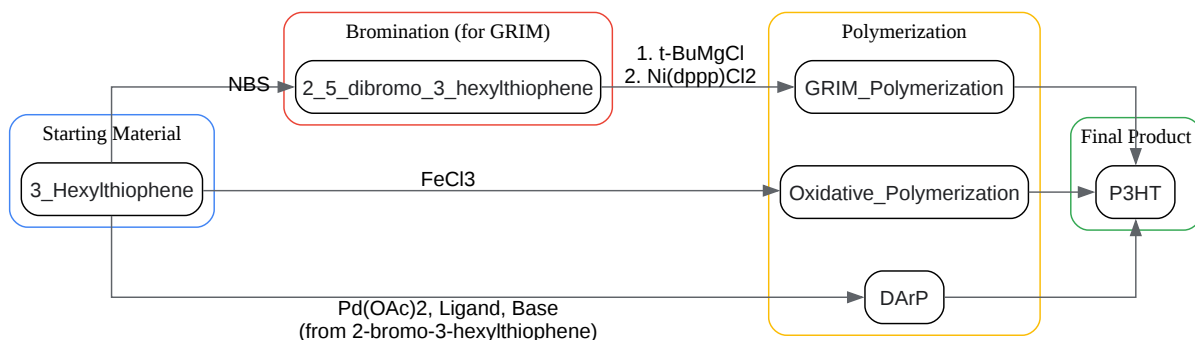 Bromination (for GRIM)
2_5_dibromo_3_hexylthiophene
NBS
1. t-BuMgCl
2. Ni(dppp)Cl2
Polymerization
GRIM_Polymerization
Starting Material
3_Hexylthiophene
FeCl3
Oxidative_Polymerization
Final Product
P3HT
DArP
Pd(OAc)2, Ligand, Base
(from 2-bromo-3-hexylthiophene)